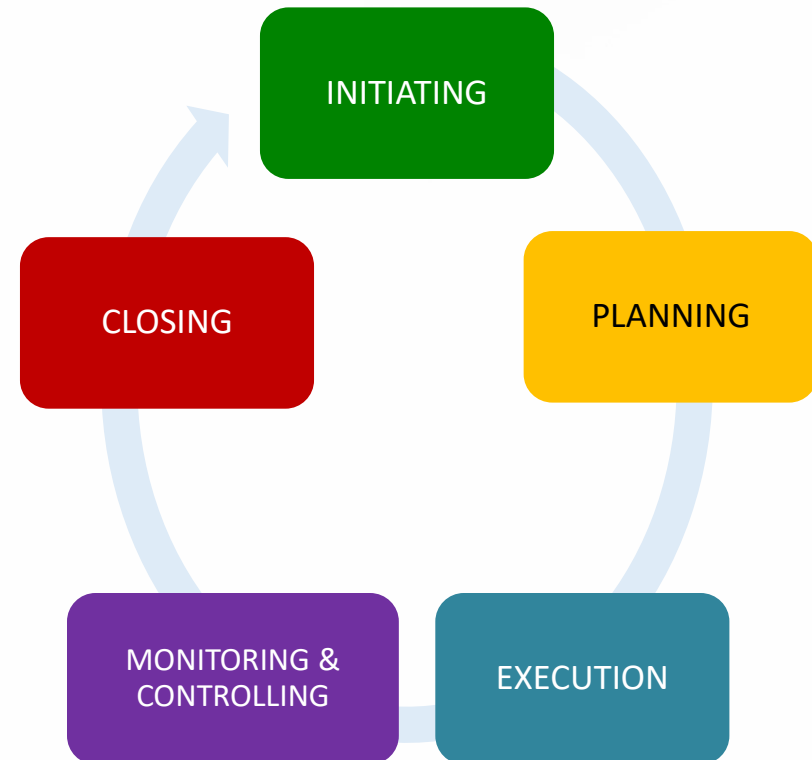 INITIATING
PLANNING
EXECUTION
MONITORING &
CONTROLLING
CLOSING